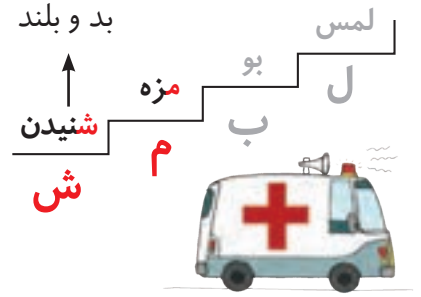 بد و بلند
لمس
بو
مزه
شنیدن
ل
ب
م
ش